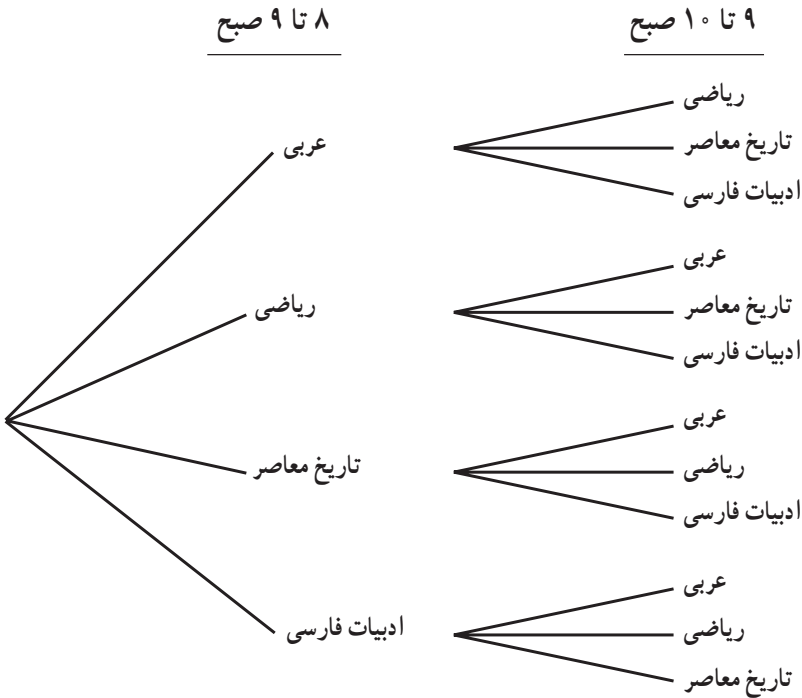 ۸ تا ۹ صبح
۹ تا ۱۰ صبح
عربی
ریاضی
تاریخ معاصر
ادبیات فارسی
ریاضی
عربی
تاریخ معاصر
ادبیات فارسی
تاریخ معاصر
عربی
ریاضی
ادبیات فارسی
ادبیات فارسی
عربی
ریاضی
تاریخ معاصر